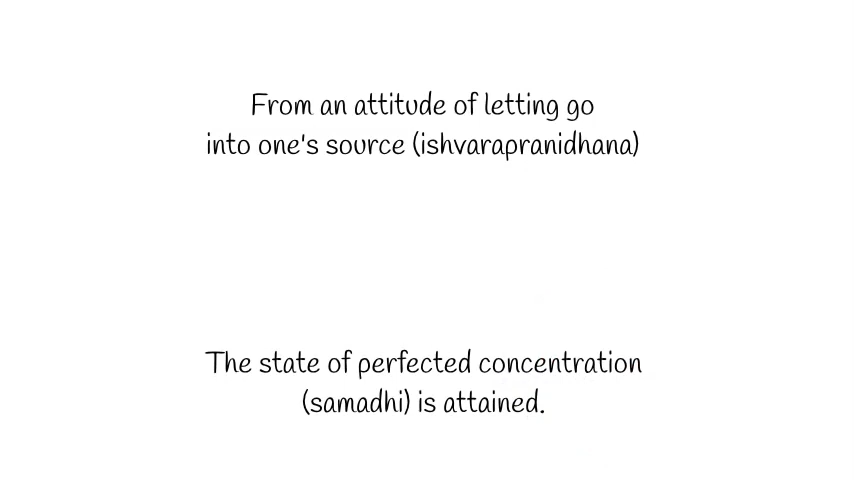 From an attitude of letting go
into one's source (ishvarapranidhana)
The state of perfected concentration
(samadhi) is attained.